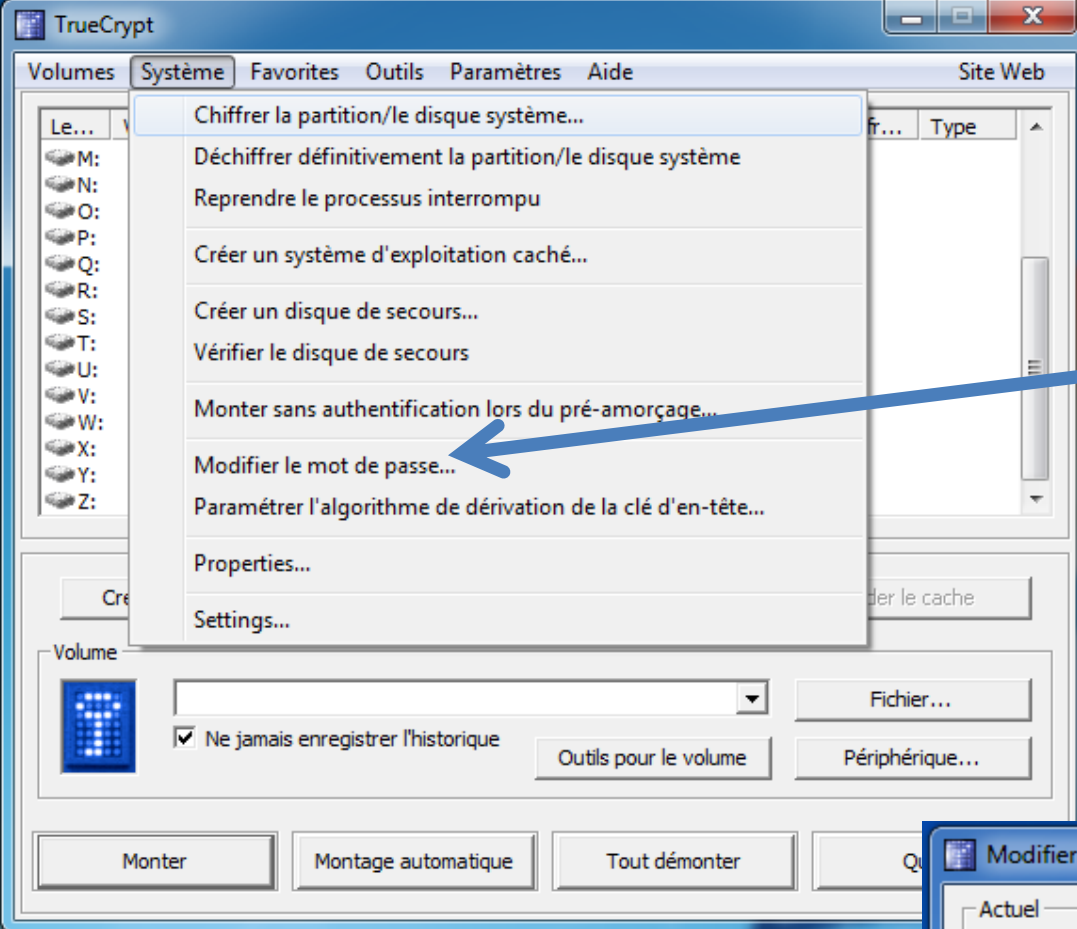 TrueCrypt
Volumes Système Favorites Outils Paramètres Aide Site Web
Chiffrer la partition/le disque système...
Déchiffrer définitivement la partition/le disque système
Reprendre le processus interrompu
Créer un système d'exploitation caché...
Créer un disque de secours...
Vérifier le disque de secours
Monter sans authentification lors du pré-amorçage...
Modifier le mot de passe...
Paramétrer l'algorithme de dérivation de la clé d'en-tête...
Properties...
Settings...
Le... Type
M:
N:
O:
P:
Q:
R:
S:
T:
U:
V:
W:
X:
Y:
Z:
le cache
Volume
Fichier...
Ne jamais enregistrer l'historique
Outils pour le volume
Périphérique...
Monter
Montage automatique
Tout démonter
Modifier
Actuel